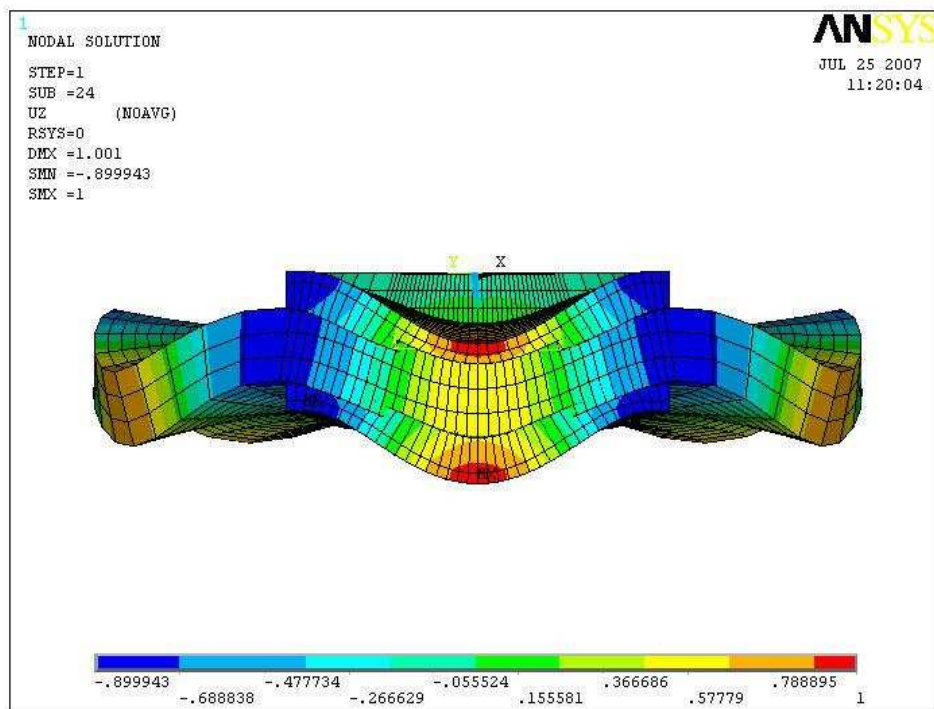 1
NODAL SOLUTION
STEP=1
SUB =24
UZ (NOAVG)
RSYS=0
DMX =1.001
SMN =-.899943
SMX =1
ANSYS
JUL 25 2007
11:20:04
Y X
-.899943 -.477734 -.055524 .366686 .788895
-.688838 -.266629 .155581 .57779 1